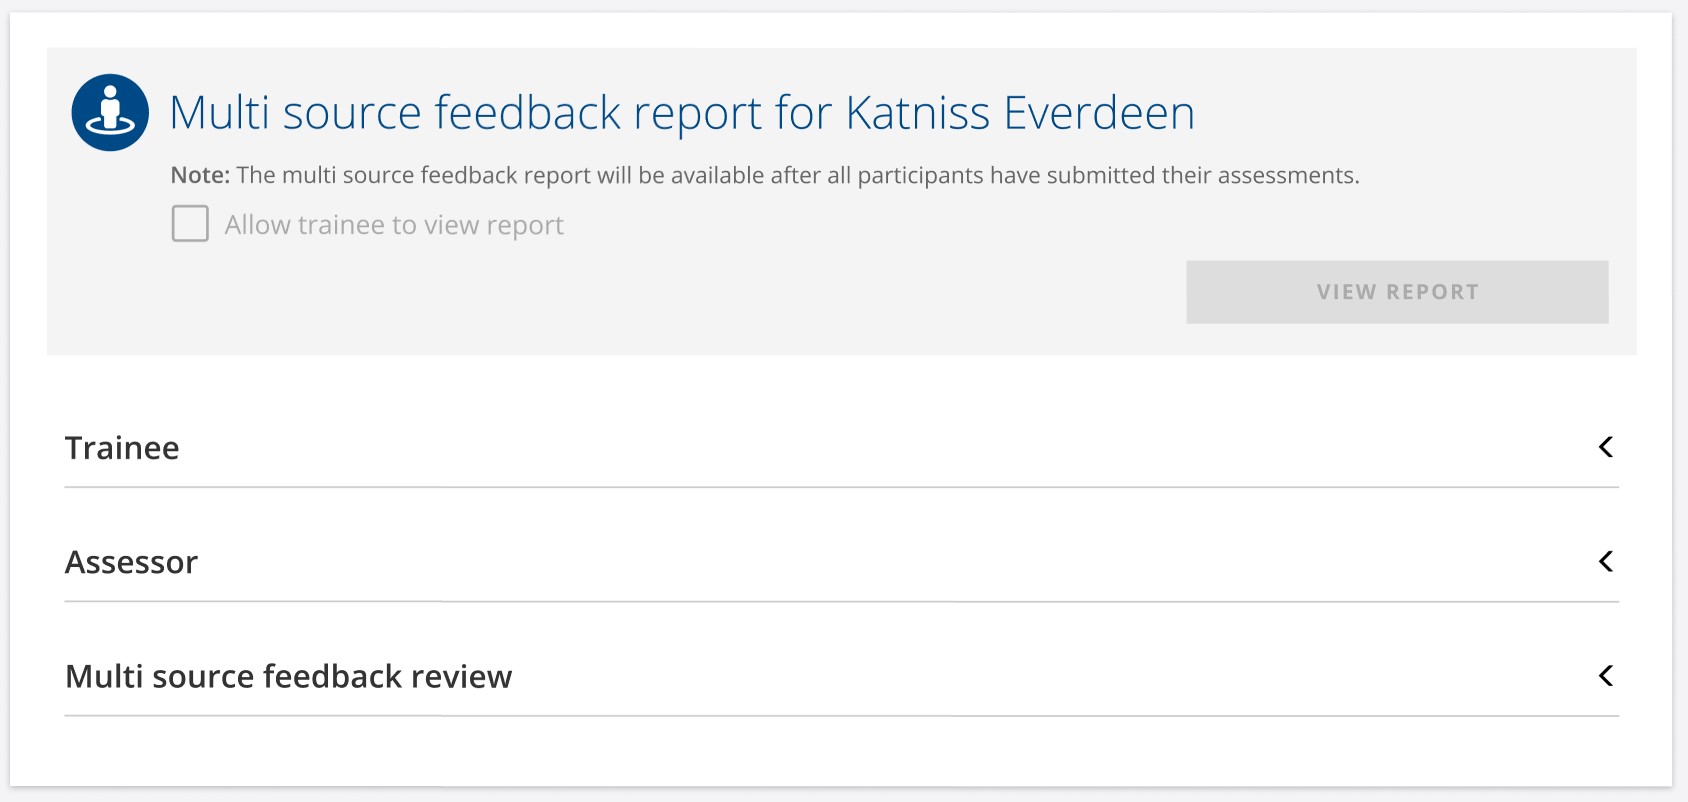 Multi source feedback report for Katniss Everdeen
Note: The multi source feedback report will be available after all participants have submitted their assessments.
Allow trainee to view report
VIEW REPORT
Trainee
Assessor
Multi source feedback review